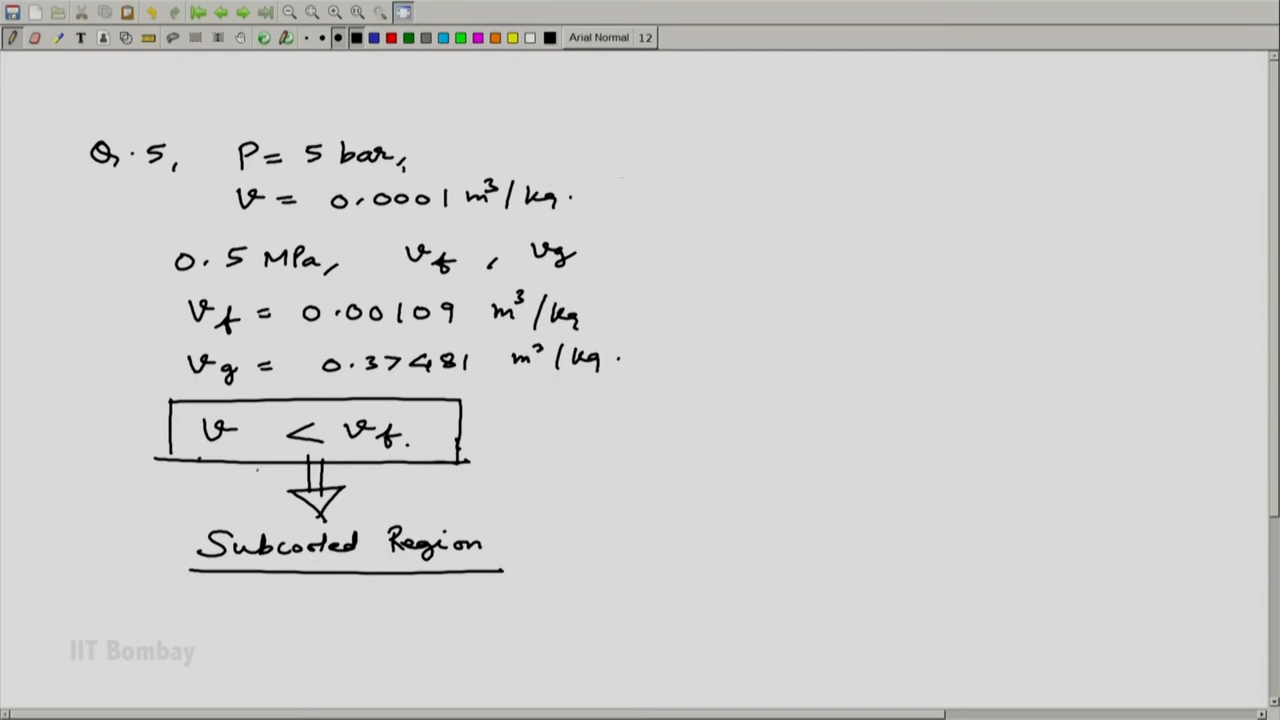 Arial Normal 12
Q.5, P = 5 bar,
v = 0.0001 m³/kg.
0.5 MPa, vf, vg
vf = 0.00109 m³/kg
vg = 0.37481 m³/kg.
v < vf.
Subcooled Region
IIT Bombay